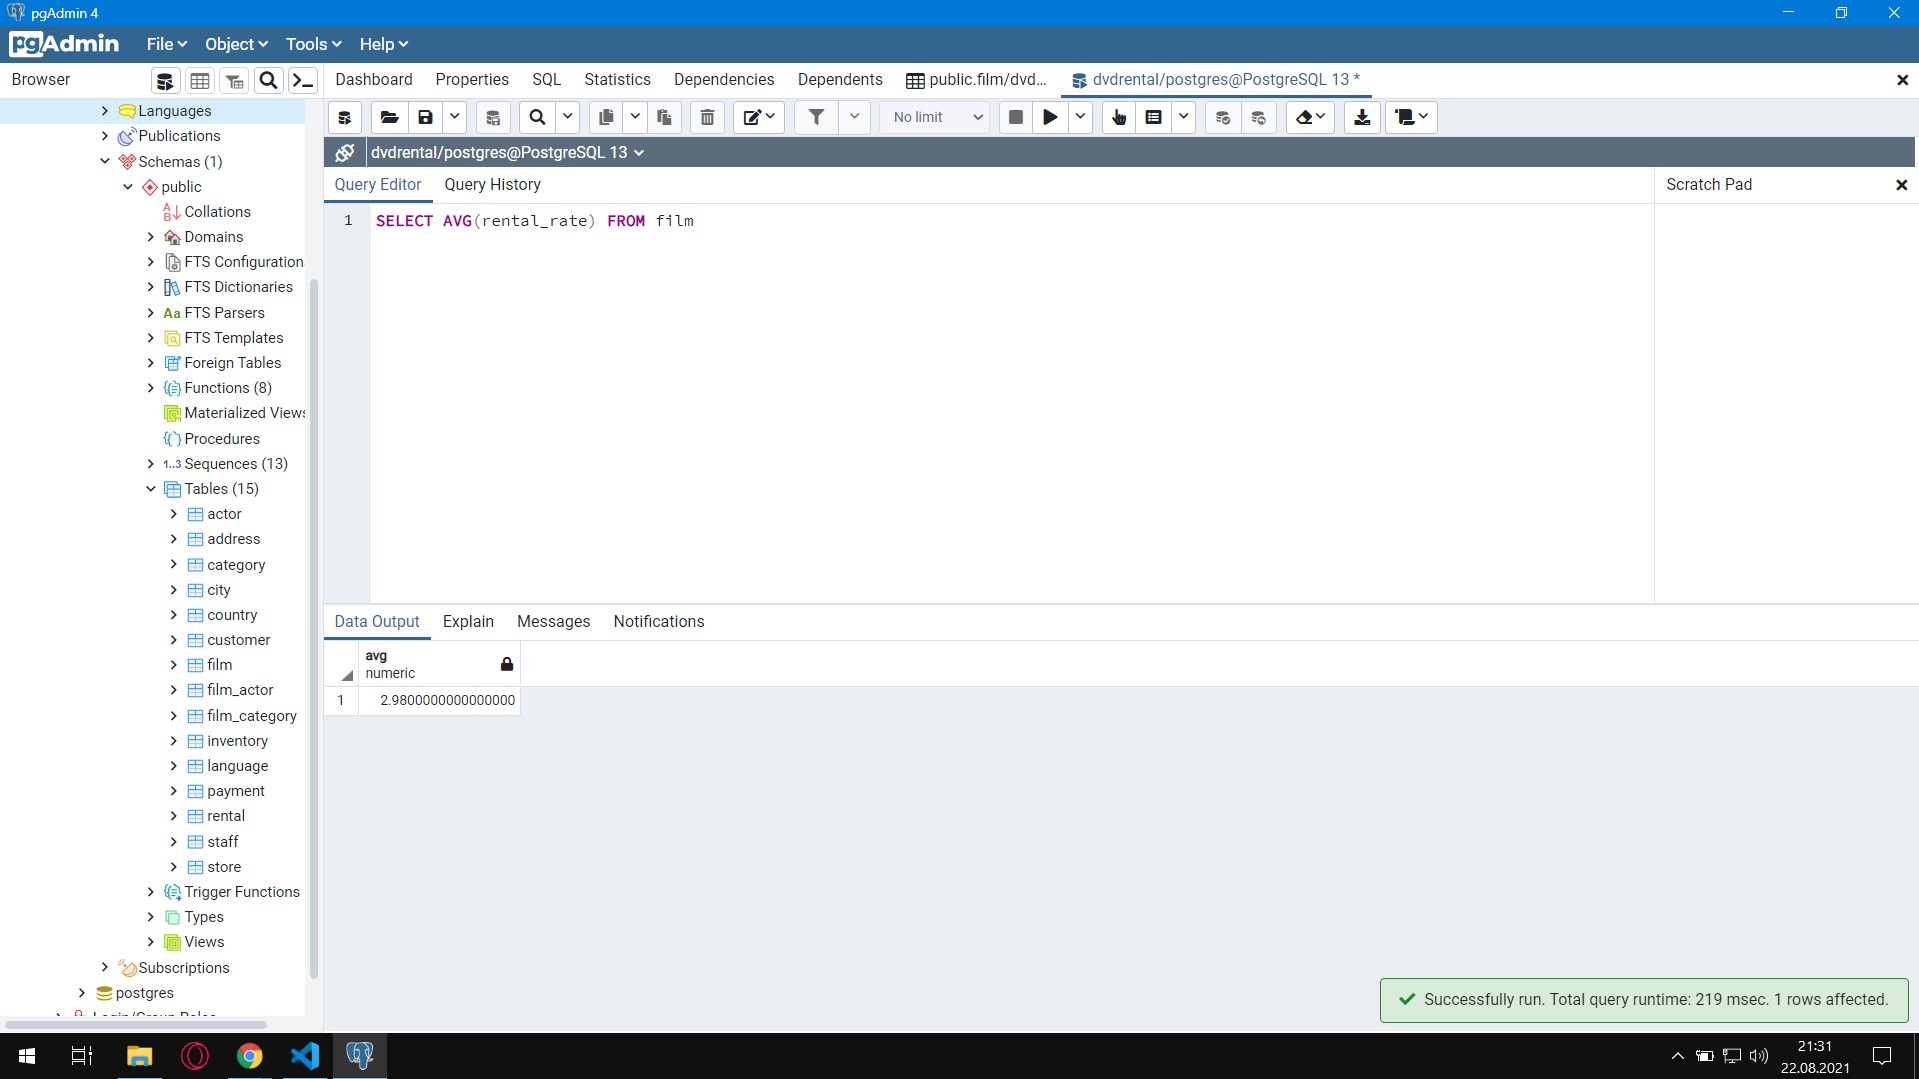 pgAdmin 4
pgAdmin File Object Tools Help
Browser
Dashboard Properties SQL Statistics Dependencies Dependents public.film/dvd... dvdrental/postgres@PostgreSQL 13 *
No limit
dvdrental/postgres@PostgreSQL 13
Query Editor Query History
Scratch Pad
1 SELECT AVG(rental_rate) FROM film
Languages
Publications
Schemas (1)
public
Collations
Domains
FTS Configuration
FTS Dictionaries
Aa FTS Parsers
FTS Templates
Foreign Tables
Functions (8)
Materialized Views
Procedures
1..3 Sequences (13)
Tables (15)
actor
address
category
city
country
customer
film
film_actor
film_category
inventory
language
payment
rental
staff
store
Trigger Functions
Types
Views
Subscriptions
postgres
Data Output Explain Messages Notifications
avg
numeric
1 2.9800000000000000
Successfully run. Total query runtime: 219 msec. 1 rows affected.
21:31
22.08.2021